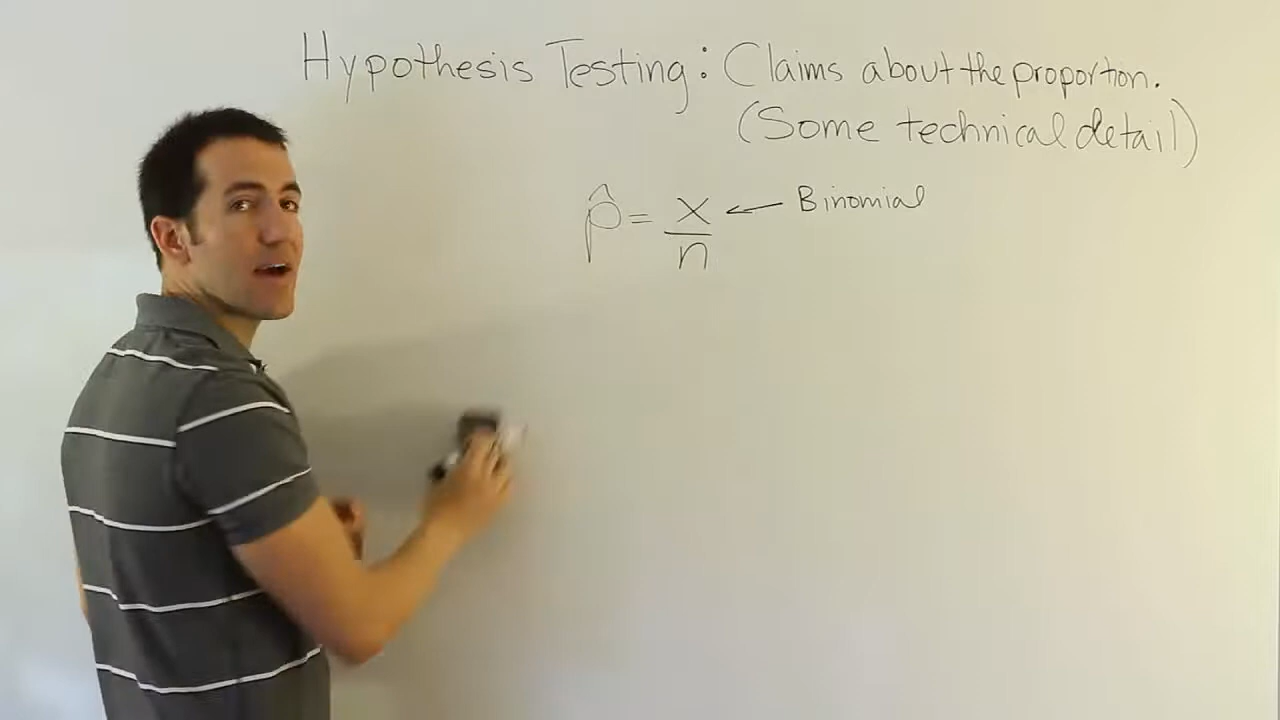 Hypothesis Testing: Claims about the proportion.
(Some technical detail)
p̂ = x/n ← Binomial